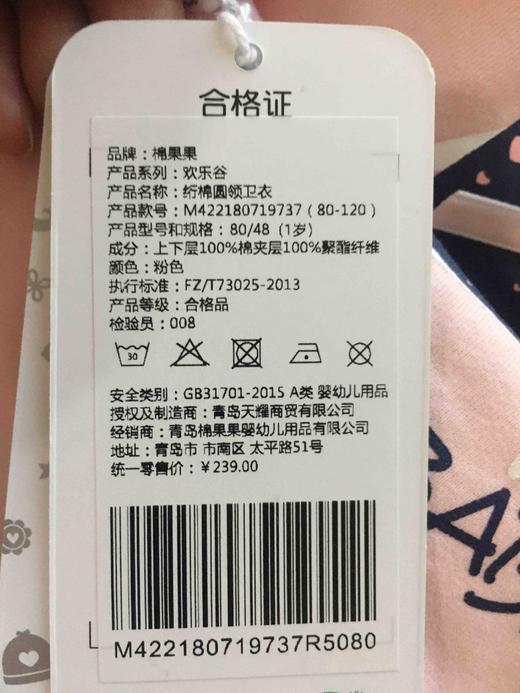 合格证
品牌：棉果果
产品系列：欢乐谷
产品名称：绗棉圆领卫衣
产品款号：M422180719737（80-120）
产品型号和规格：80/48（1岁）
成分：上下层100%棉夹层100%聚酯纤维
颜色：粉色
执行标准：FZ/T73025-2013
产品等级：合格品
检验员：008
30
安全类别：GB31701-2015 A类 婴幼儿用品
授权及制造商：青岛天耀商贸有限公司
经销商：青岛棉果果婴幼儿用品有限公司
地址：青岛市 市南区 太平路51号
统一零售价：￥239.00
M422180719737R5080